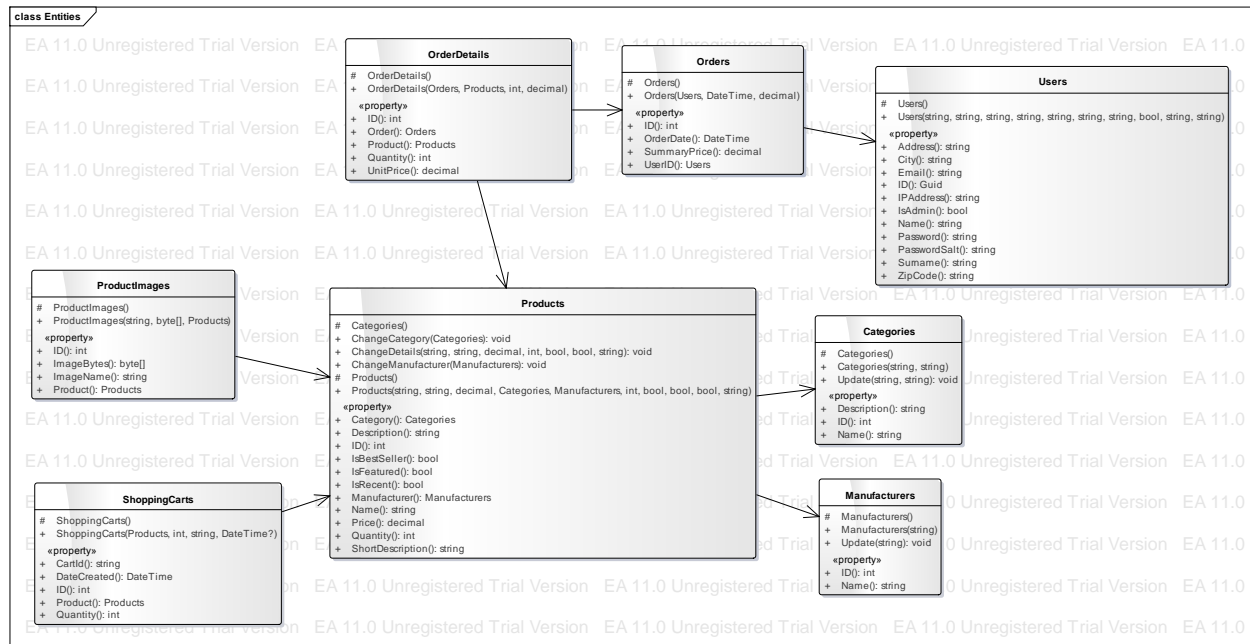 class Entities
EA 11.0 Unregistered Trial Version
OrderDetails
# OrderDetails()
+ OrderDetails(Orders, Products, int, decimal)
«property»
+ ID(): int
+ Order(): Orders
+ Product(): Products
+ Quantity(): int
+ UnitPrice(): decimal
Orders
# Orders()
+ Orders(Users, DateTime, decimal)
«property»
+ ID(): int
+ OrderDate(): DateTime
+ SummaryPrice(): decimal
+ UserID(): Users
Users
# Users()
+ Users(string, string, string, string, string, string, string, bool, string, string)
«property»
+ Address(): string
+ City(): string
+ Email(): string
+ ID(): Guid
+ IPAddress(): string
+ IsAdmin(): bool
+ Name(): string
+ Password(): string
+ PasswordSalt(): string
+ Surname(): string
+ ZipCode(): string
ProductImages
# ProductImages()
+ ProductImages(string, byte[], Products)
«property»
+ ID(): int
+ ImageBytes(): byte[]
+ ImageName(): string
+ Product(): Products
Products
# Categories()
+ ChangeCategory(Categories): void
+ ChangeDetails(string, string, decimal, int, bool, bool, string): void
+ ChangeManufacturer(Manufacturers): void
# Products()
+ Products(string, string, decimal, Categories, Manufacturers, int, bool, bool, bool, string)
«property»
+ Category(): Categories
+ Description(): string
+ ID(): int
+ IsBestSeller(): bool
+ IsFeatured(): bool
+ IsRecent(): bool
+ Manufacturer(): Manufacturers
+ Name(): string
+ Price(): decimal
+ Quantity(): int
+ ShortDescription(): string
Categories
# Categories()
+ Categories(string, string)
+ Update(string, string): void
«property»
+ Description(): string
+ ID(): int
+ Name(): string
ShoppingCarts
# ShoppingCarts()
+ ShoppingCarts(Products, int, string, DateTime?)
«property»
+ CartId(): string
+ DateCreated(): DateTime
+ ID(): int
+ Product(): Products
+ Quantity(): int
Manufacturers
# Manufacturers()
+ Manufacturers(string)
+ Update(string): void
«property»
+ ID(): int
+ Name(): string